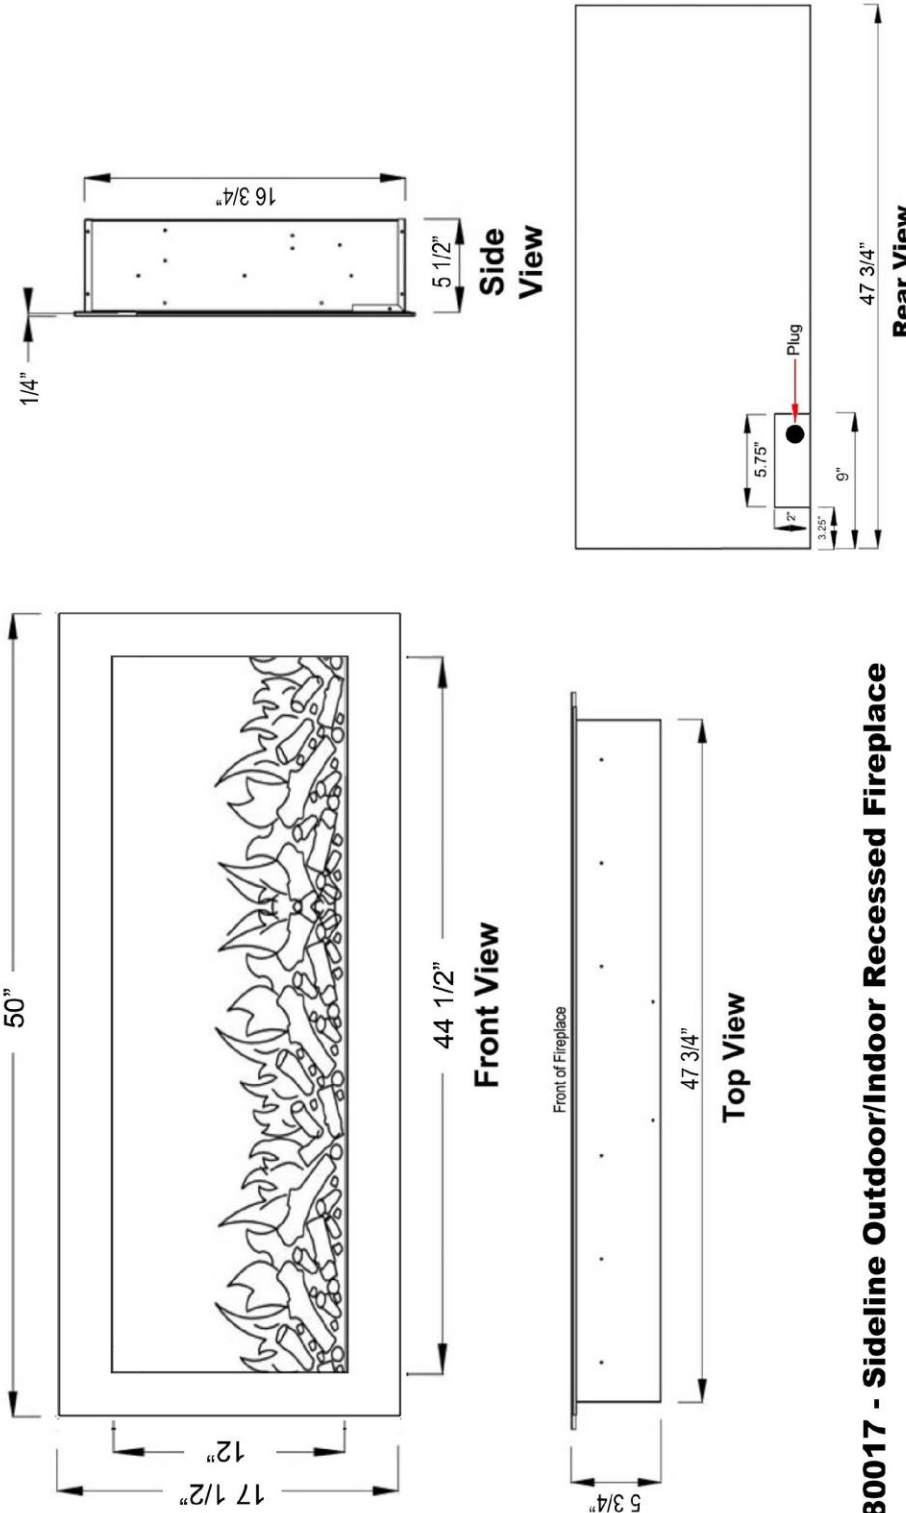 50”
17 1/2”
12”
44 1/2”
Front View
1/4”
16 3/4”
5 1/2”
Side
View
Front of Fireplace
5 3/4”
47 3/4”
Top View
Plug
5.75"
2"
3.25"
9"
47 3/4”
Rear View
80017 - Sideline Outdoor/Indoor Recessed Fireplace